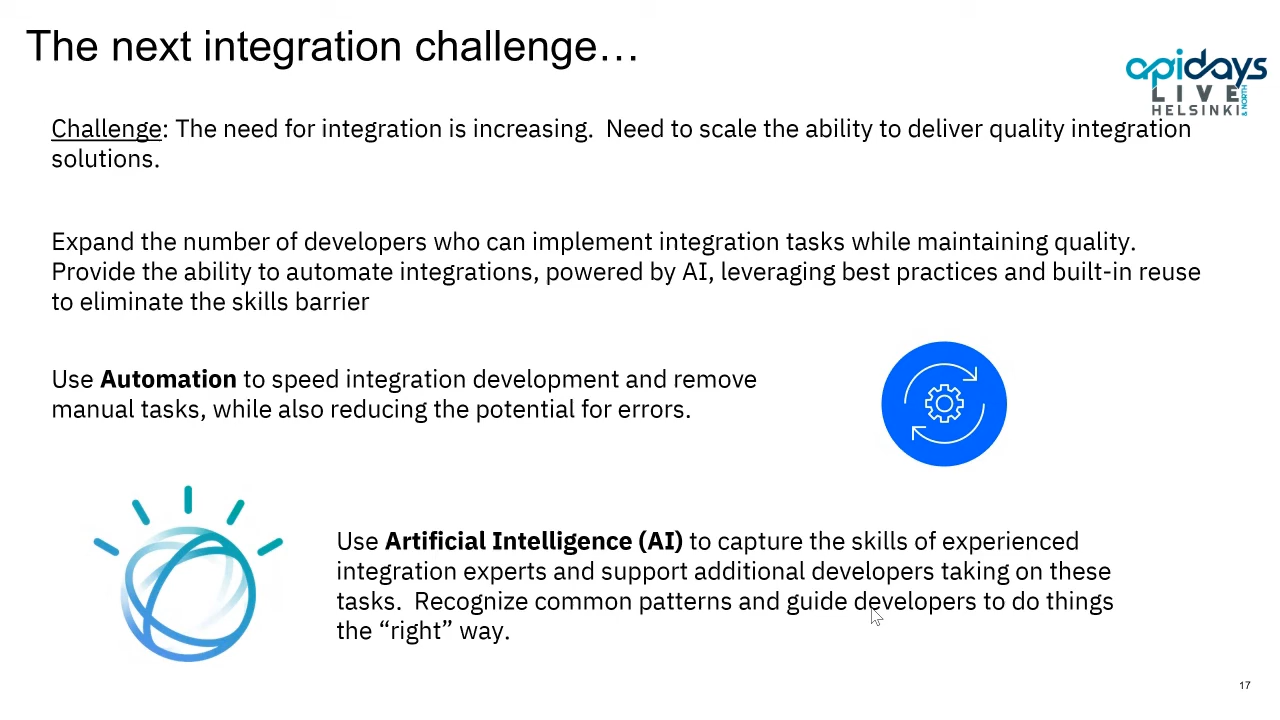 The next integration challenge…
apidays
LIVE
HELSINKI
& NORTH
Challenge: The need for integration is increasing.  Need to scale the ability to deliver quality integration
solutions.
Expand the number of developers who can implement integration tasks while maintaining quality.
Provide the ability to automate integrations, powered by AI, leveraging best practices and built-in reuse
to eliminate the skills barrier
Use Automation to speed integration development and remove
manual tasks, while also reducing the potential for errors.
Use Artificial Intelligence (AI) to capture the skills of experienced
integration experts and support additional developers taking on these
tasks.  Recognize common patterns and guide developers to do things
the “right” way.
17